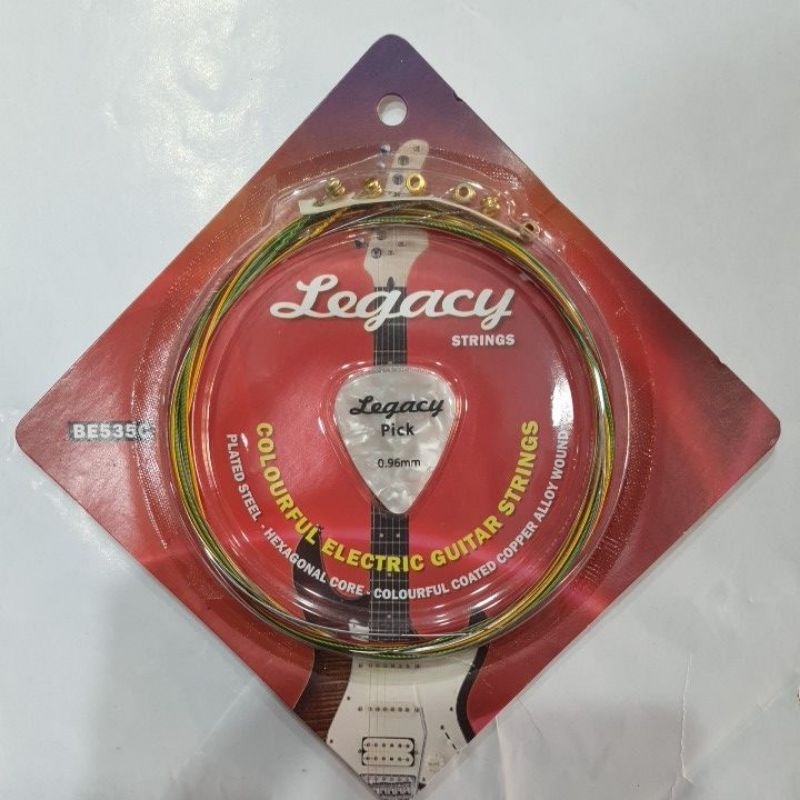 Legacy
STRINGS
BE535C
Legacy
Pick
0.96mm
COLOURFUL ELECTRIC GUITAR STRINGS
PLATED STEEL - HEXAGONAL CORE - COLOURFUL COATED COPPER ALLOY WOUND